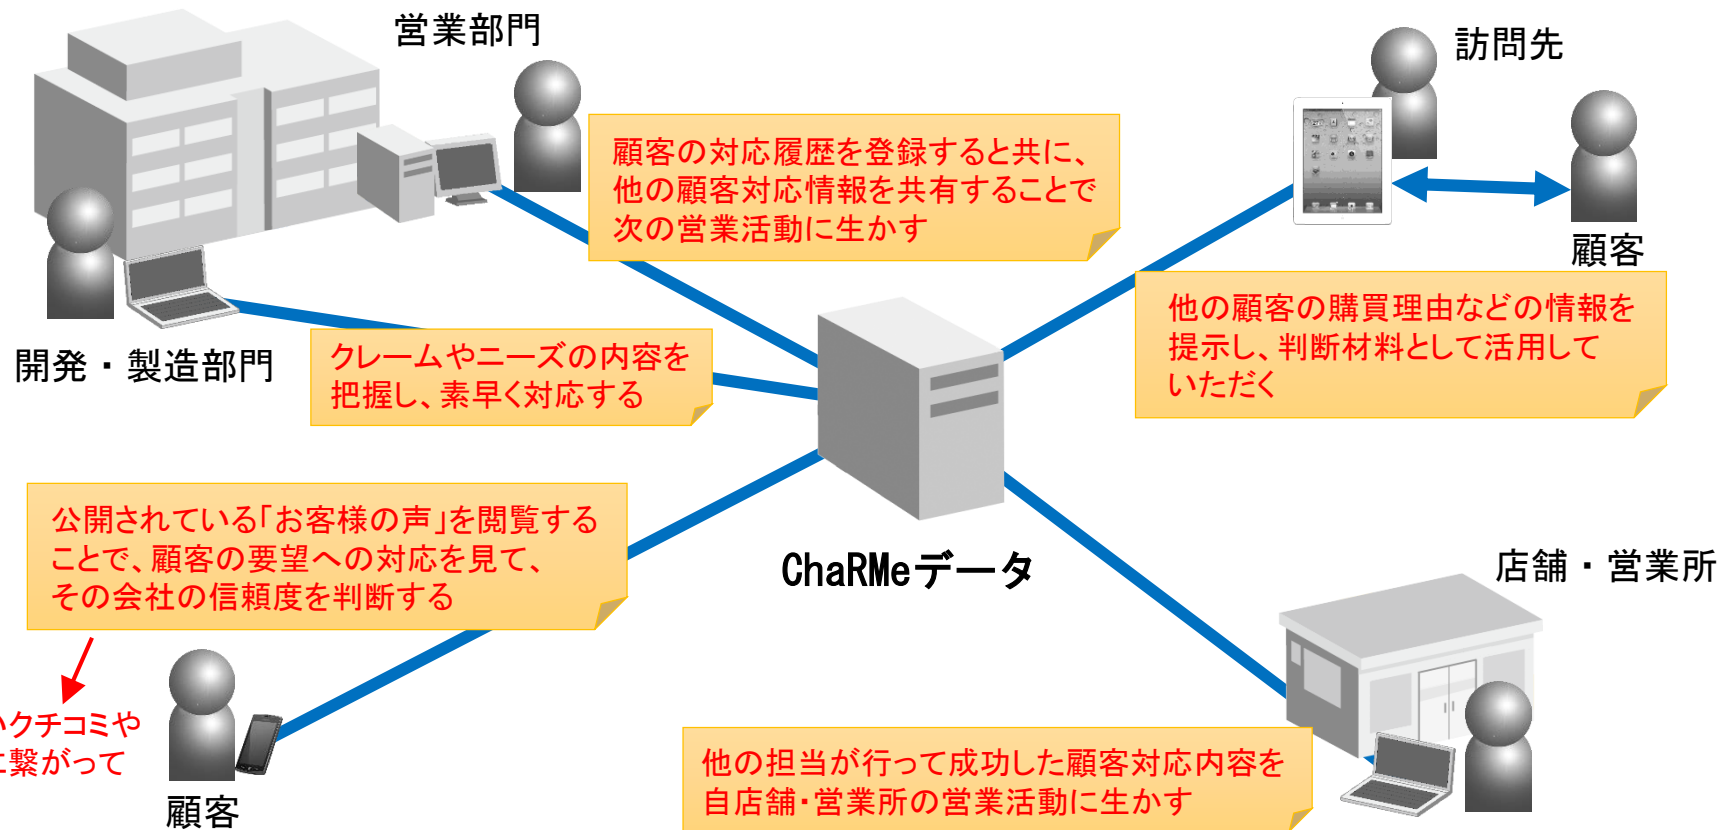 営業部門
訪問先
顧客の対応履歴を登録すると共に、
他の顧客対応情報を共有することで
次の営業活動に生かす
顧客
他の顧客の購買理由などの情報を
提示し、判断材料として活用して
いただく
開発・製造部門
クレームやニーズの内容を
把握し、素早く対応する
公開されている「お客様の声」を閲覧する
ことで、顧客の要望への対応を見て、
その会社の信頼度を判断する
ChaRMeデータ
店舗・営業所
クチコミや
繋がって
顧客
他の担当が行って成功した顧客対応内容を
自店舗・営業所の営業活動に生かす